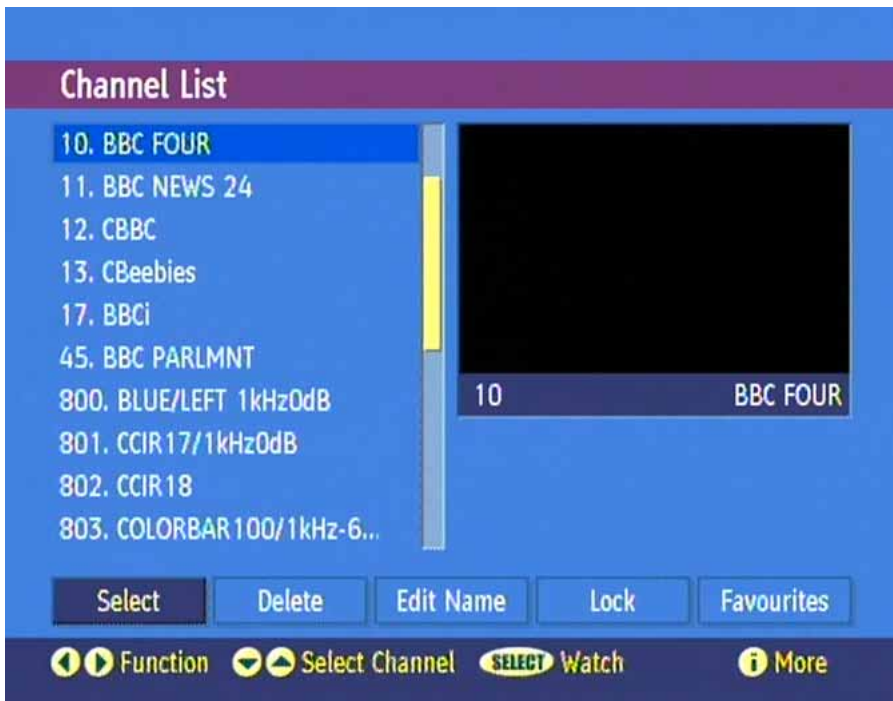 Channel List
10. BBC FOUR
11. BBC NEWS 24
12. CBBC
13. CBeebies
17. BBCi
45. BBC PARLMNT
800. BLUE/LEFT 1kHz0dB
801. CCIR17/1kHz0dB
802. CCIR18
803. COLORBAR100/1kHz-6...
10 BBC FOUR
Select Delete Edit Name Lock Favourites
Function Select Channel SELECT Watch i More